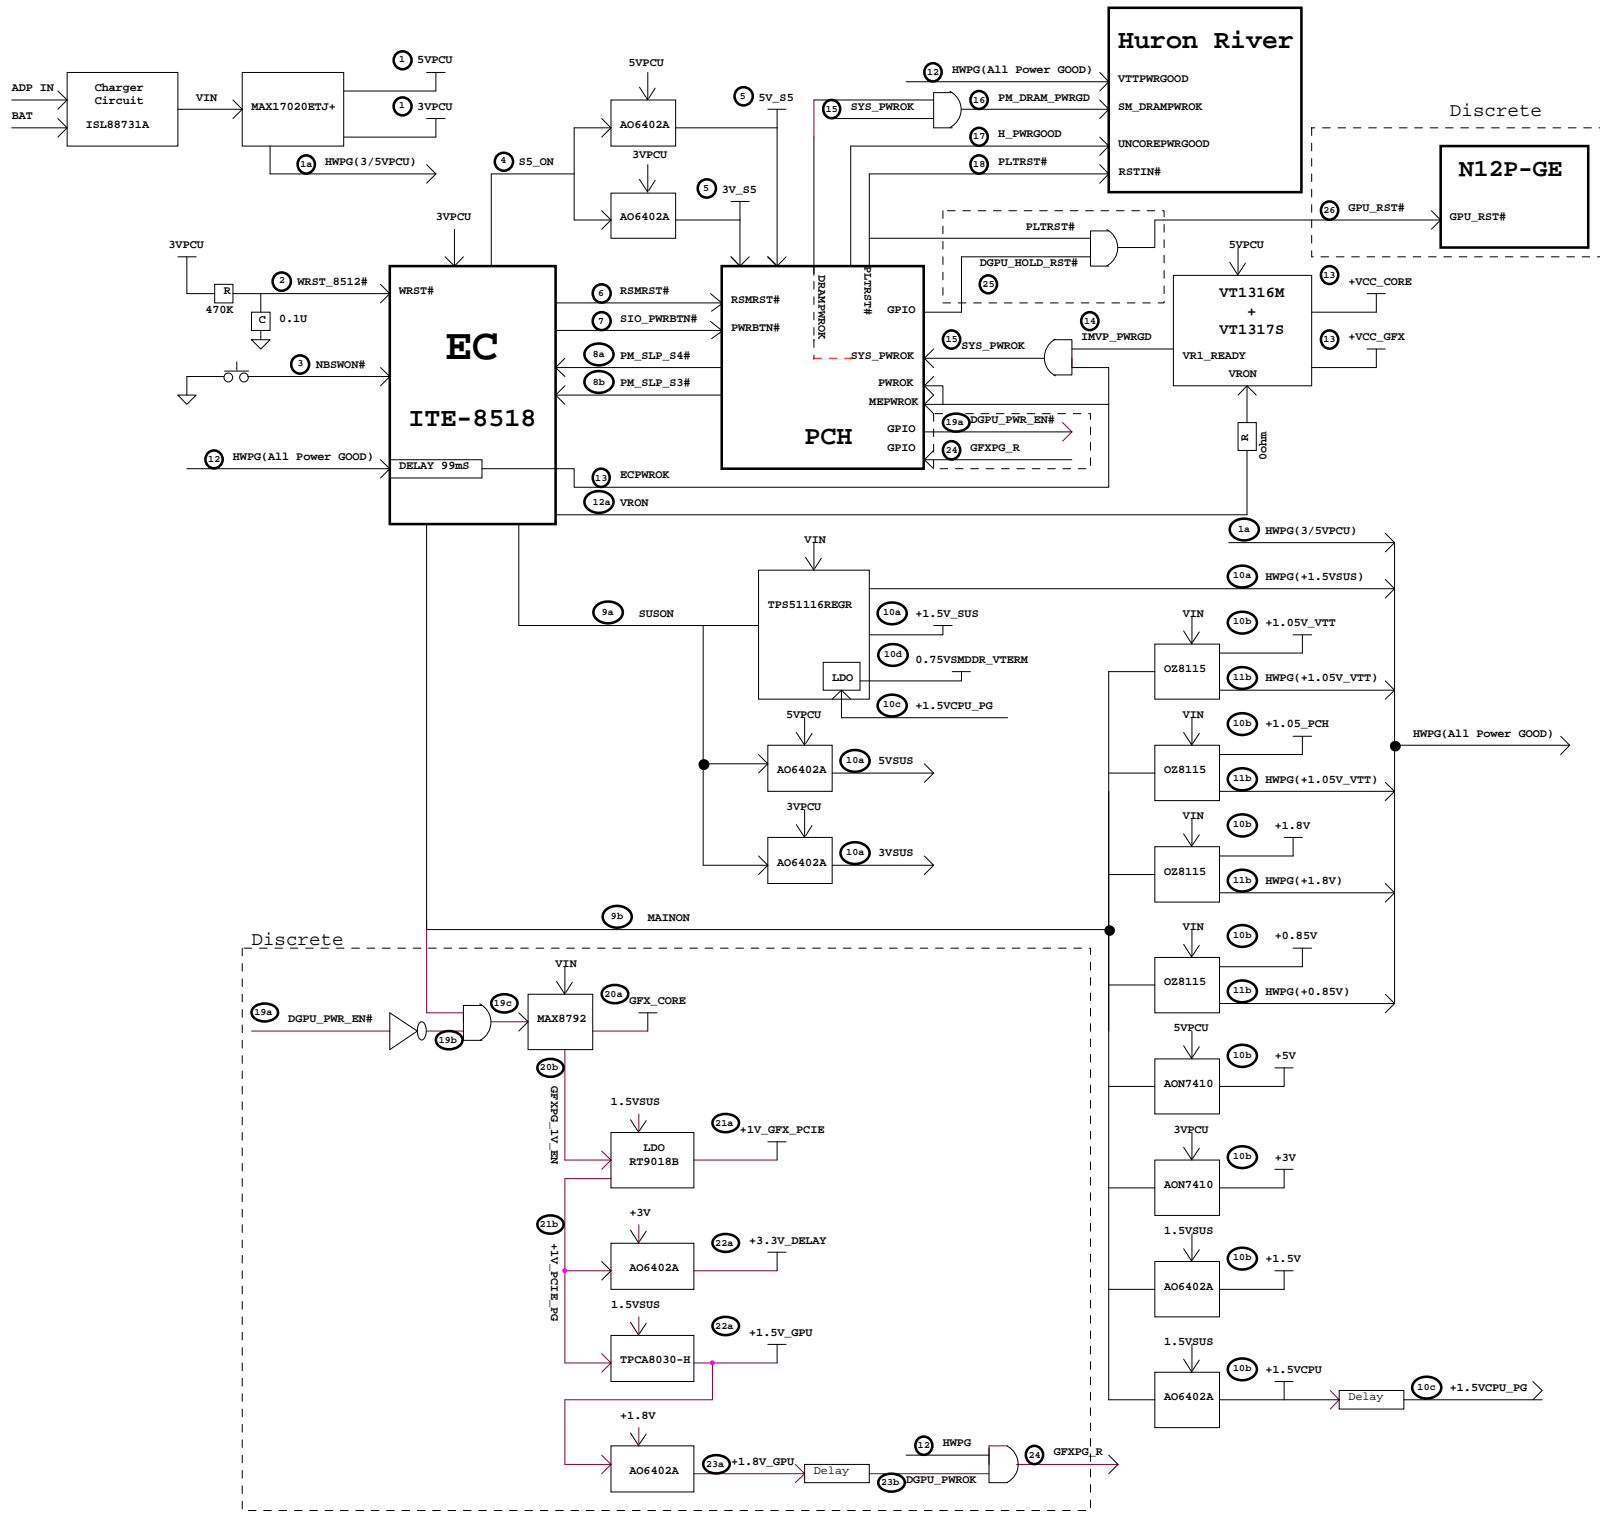 Huron River
VTTPWRGOOD
SM_DRAMPWROK
UNCOREPWRGOOD
RSTIN#
12 HWPG(All Power GOOD)
15 SYS_PWROK
16 PM_DRAM_PWRGD
17 H_PWRGOOD
18 PLTRST#
Discrete
N12P-GE
GPU_RST#
26 GPU_RST#
ADP IN
BAT
Charger
Circuit
ISL88731A
VIN
MAX17020ETJ+
1 5VPCU
1 3VPCU
1a HWPG(3/5VPCU)
4 S5_ON
5VPCU
AO6402A
3VPCU
AO6402A
5 5V_S5
5 3V_S5
PLTRST#
DGPU_HOLD_RST#
25
3VPCU
3VPCU
R
470K
C 0.1U
2 WRST_8512#
3 NBSWON#
12 HWPG(All Power GOOD)
WRST#
EC
ITE-8518
DELAY 99mS
6 RSMRST#
7 SIO_PWRBTN#
8a PM_SLP_S4#
8b PM_SLP_S3#
13 ECPWROK
12a VRON
RSMRST#
PWRBTN#
DRAMPWROK
PLTRST#
GPIO
SYS_PWROK
PWROK
MEPWROK
GPIO
GPIO
PCH
15 SYS_PWROK
14
IMVP_PWRGD
19a DGPU_PWR_EN#
24 GFXPG_R
5VPCU
VT1316M
+
VT1317S
VR1_READY
VRON
13 +VCC_CORE
13 +VCC_GFX
R
0ohm
1a HWPG(3/5VPCU)
10a HWPG(+1.5VSUS)
VIN
TPS51116REGR
LDO
9a SUSON
10a +1.5V_SUS
10d 0.75VSMDDR_VTERM
10c +1.5VCPU_PG
5VPCU
AO6402A
10a 5VSUS
3VPCU
AO6402A
10a 3VSUS
VIN
OZ8115
10b +1.05V_VTT
11b HWPG(+1.05V_VTT)
VIN
OZ8115
10b +1.05_PCH
11b HWPG(+1.05V_VTT)
HWPG(All Power GOOD)
VIN
OZ8115
10b +1.8V
11b HWPG(+1.8V)
VIN
OZ8115
10b +0.85V
11b HWPG(+0.85V)
9b MAINON
5VPCU
AON7410
10b +5V
3VPCU
AON7410
10b +3V
1.5VSUS
AO6402A
10b +1.5V
1.5VSUS
AO6402A
10b +1.5VCPU
Delay
10c +1.5VCPU_PG
Discrete
19a DGPU_PWR_EN#
19b
19c
VIN
MAX8792
20a GFX_CORE
20b
GFXPG_1V_EN
1.5VSUS
LDO
RT9018B
21a +1V_GFX_PCIE
21b
+1V_PCIE_PG
+3V
AO6402A
22a +3.3V_DELAY
1.5VSUS
TPCA8030-H
22a +1.5V_GPU
+1.8V
AO6402A
23a +1.8V_GPU
Delay
23b DGPU_PWROK
12 HWPG
24 GFXPG_R